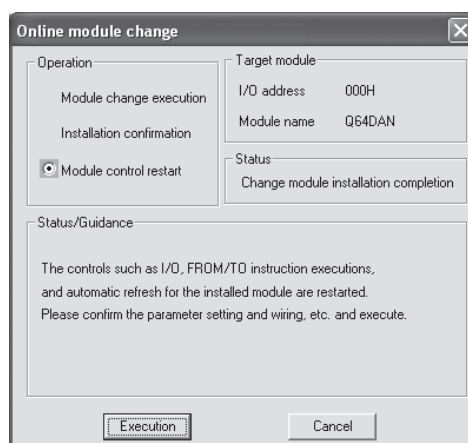 Online module change
Operation
Module change execution
Installation confirmation
Module control restart
Target module
I/O address 000H
Module name Q64DAN
Status
Change module installation completion
Status/Guidance
The controls such as I/O, FROM/TO instruction executions,
and automatic refresh for the installed module are restarted.
Please confirm the parameter setting and wiring, etc. and execute.
Execution
Cancel